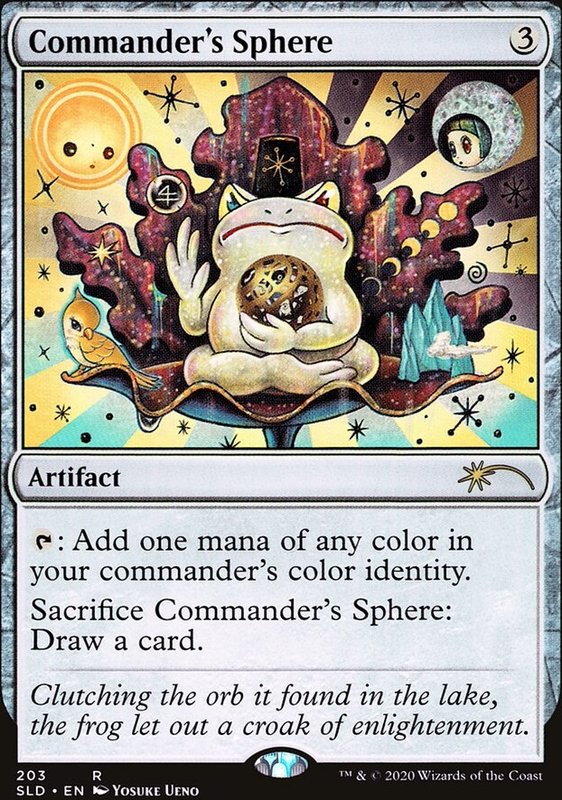 Commander's Sphere 3
4
Artifact
: Add one mana of any color in
your commander's color identity.
Sacrifice Commander's Sphere:
Draw a card.
Clutching the orb it found in the lake,
the frog let out a croak of enlightenment.
203 R
SLD • EN Yosuke Ueno
™ & © 2020 Wizards of the Coast